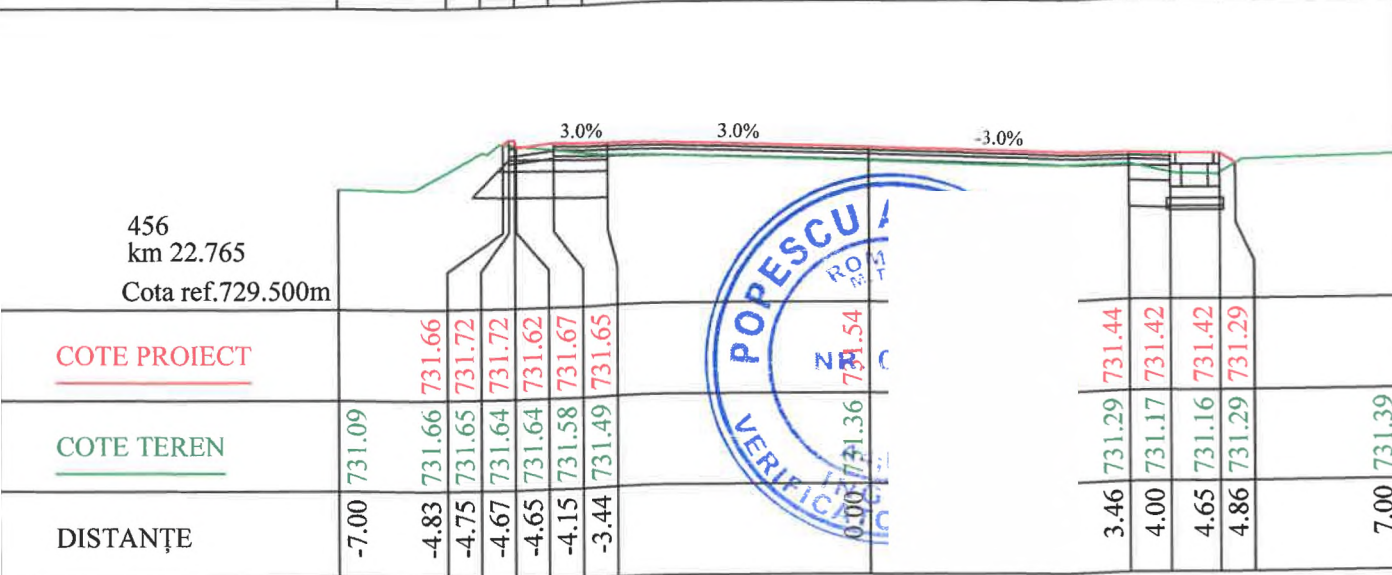 3.0% 3.0% -3.0%
456
km 22.765
Cota ref.729.500m
COTE PROIECT 731.66 731.72 731.72 731.62 731.67 731.65 731.54 731.44 731.42 731.42 731.29
COTE TEREN 731.09 731.66 731.65 731.64 731.64 731.58 731.49 731.36 731.29 731.17 731.16 731.29 731.39
DISTANȚE -7.00 -4.83 -4.75 -4.67 -4.65 -4.15 -3.44 0.00 3.46 4.00 4.65 4.86 7.00
POPESCU
NR